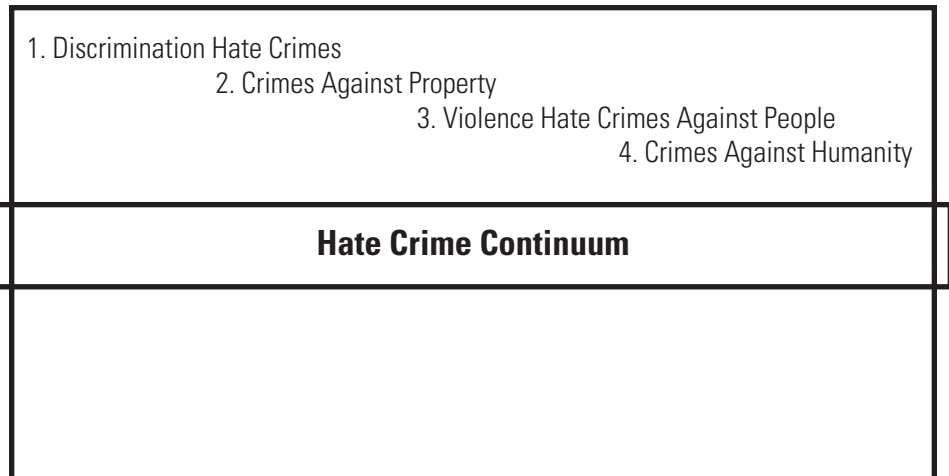 1. Discrimination Hate Crimes
2. Crimes Against Property
3. Violence Hate Crimes Against People
4. Crimes Against Humanity
Hate Crime Continuum